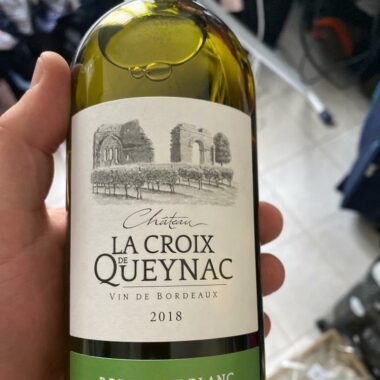 Château
LA CROIX
DE
QUEYNAC
VIN DE BORDEAUX
2018